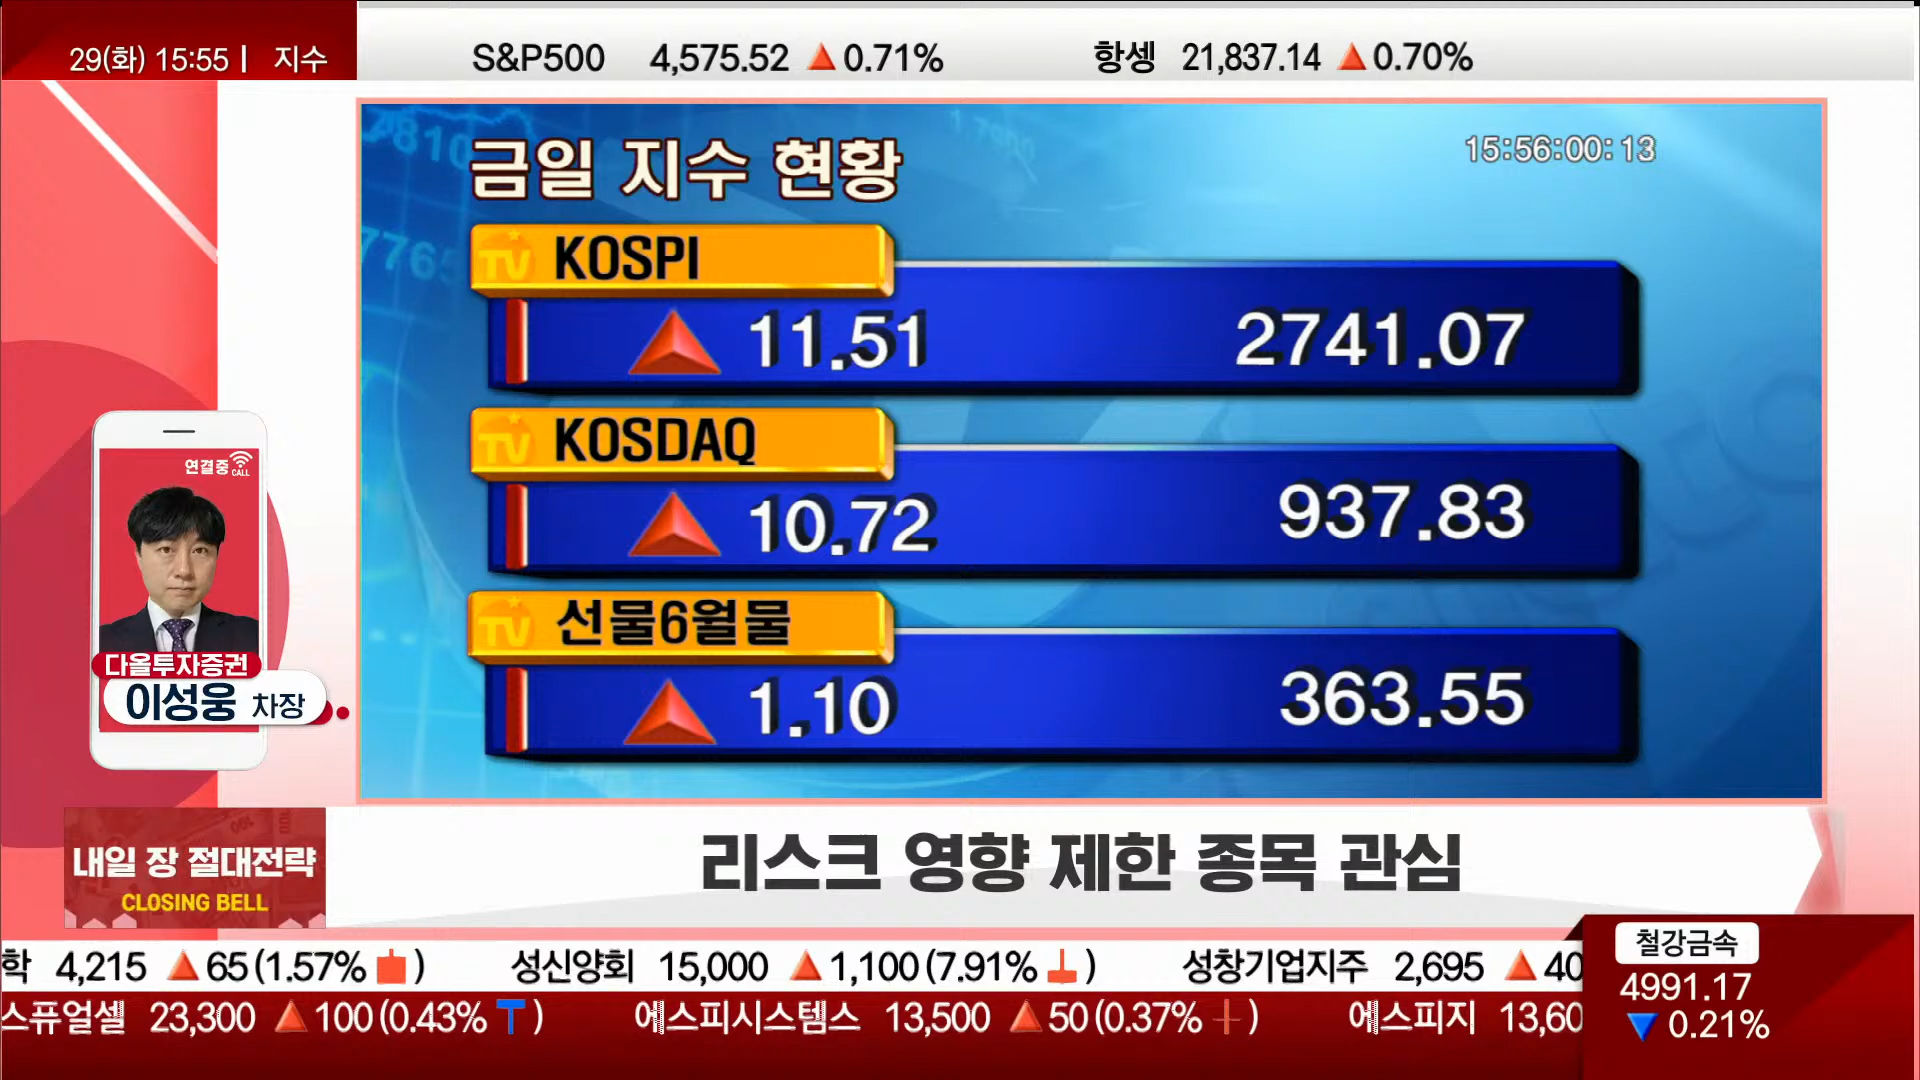 29(화) 15:55 | 지수
S&P500 4,575.52 ▲0.71% 항셍 21,837.14 ▲0.70%
금일 지수 현황
15:56:00:13
TV KOSPI
▲ 11.51 2741.07
TV KOSDAQ
▲ 10.72 937.83
TV 선물6월물
▲ 1.10 363.55
연결중
CALL
다올투자증권
이성웅 차장
내일 장 절대전략
CLOSING BELL
리스크 영향 제한 종목 관심
학 4,215 ▲65(1.57%) 성신양회 15,000 ▲1,100(7.91%) 성창기업지주 2,695 ▲40
스퓨얼셀 23,300 ▲100(0.43%) 에스피시스템스 13,500 ▲50(0.37%) 에스피지 13,60
철강금속
4991.17
▼0.21%